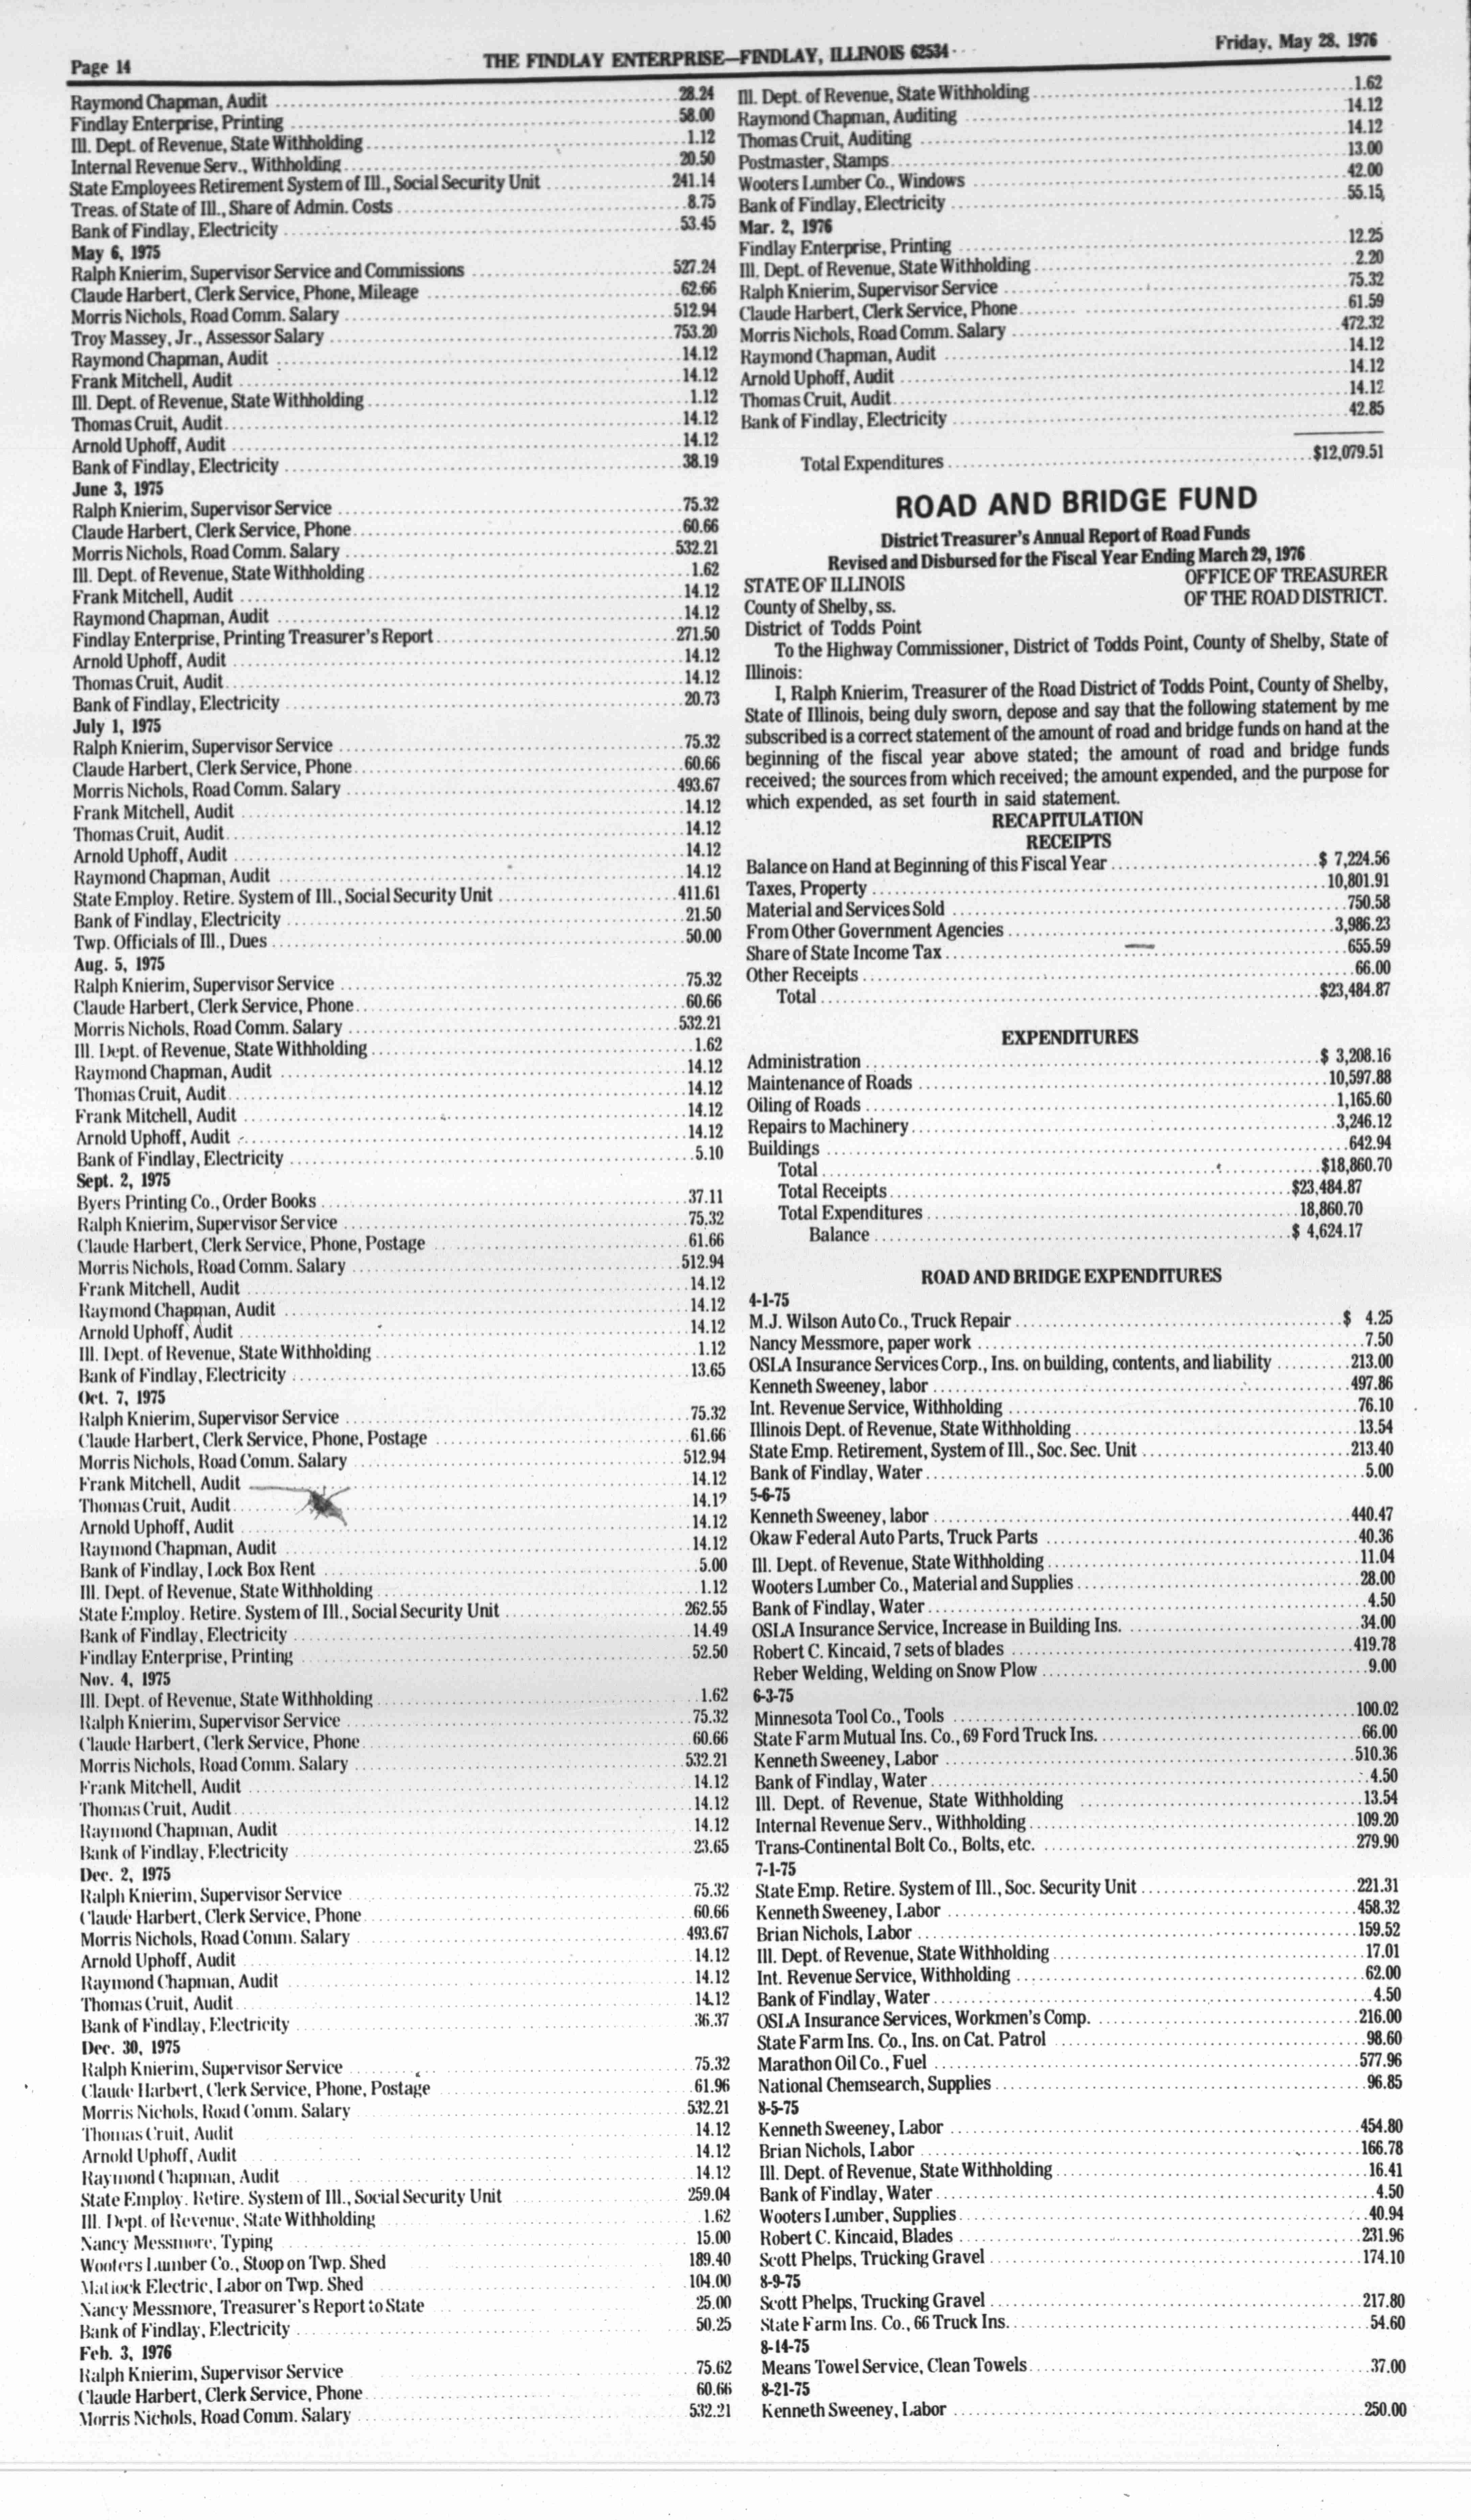 Page 14
THE FINDLAY ENTERPRISE—FINDLAY, ILLINOIS 62534
Friday, May 28, 1976
Raymond Chapman, Audit 28.24
Findlay Enterprise, Printing 58.00
Ill. Dept. of Revenue, State Withholding 1.12
Internal Revenue Serv., Withholding 20.50
State Employees Retirement System of Ill., Social Security Unit 241.14
Treas. of State of Ill., Share of Admin. Costs 8.75
Bank of Findlay, Electricity 53.45
May 6, 1975
Ralph Knierim, Supervisor Service and Commissions 527.24
Claude Harbert, Clerk Service, Phone, Mileage 62.66
Morris Nichols, Road Comm. Salary 512.94
Troy Massey, Jr., Assessor Salary 753.20
Raymond Chapman, Audit 14.12
Frank Mitchell, Audit 14.12
Ill. Dept. of Revenue, State Withholding 1.12
Thomas Cruit, Audit 14.12
Arnold Uphoff, Audit 14.12
Bank of Findlay, Electricity 38.19
June 3, 1975
Ralph Knierim, Supervisor Service 75.32
Claude Harbert, Clerk Service, Phone 60.66
Morris Nichols, Road Comm. Salary 532.21
Ill. Dept. of Revenue, State Withholding 1.62
Frank Mitchell, Audit 14.12
Raymond Chapman, Audit 14.12
Findlay Enterprise, Printing Treasurer's Report 271.50
Arnold Uphoff, Audit 14.12
Thomas Cruit, Audit 14.12
Bank of Findlay, Electricity 20.73
July 1, 1975
Ralph Knierim, Supervisor Service 75.32
Claude Harbert, Clerk Service, Phone 60.66
Morris Nichols, Road Comm. Salary 493.67
Frank Mitchell, Audit 14.12
Thomas Cruit, Audit 14.12
Arnold Uphoff, Audit 14.12
Raymond Chapman, Audit 14.12
State Employ. Retire. System of Ill., Social Security Unit 411.61
Bank of Findlay, Electricity 21.50
Twp. Officials of Ill., Dues 50.00
Aug. 5, 1975
Ralph Knierim, Supervisor Service 75.32
Claude Harbert, Clerk Service, Phone 60.66
Morris Nichols, Road Comm. Salary 532.21
Ill. Dept. of Revenue, State Withholding 1.62
Raymond Chapman, Audit 14.12
Thomas Cruit, Audit 14.12
Frank Mitchell, Audit 14.12
Arnold Uphoff, Audit 14.12
Bank of Findlay, Electricity 5.10
Sept. 2, 1975
Byers Printing Co., Order Books 37.11
Ralph Knierim, Supervisor Service 75.32
Claude Harbert, Clerk Service, Phone, Postage 61.66
Morris Nichols, Road Comm. Salary 512.94
Frank Mitchell, Audit 14.12
Raymond Chapman, Audit 14.12
Arnold Uphoff, Audit 14.12
Ill. Dept. of Revenue, State Withholding 1.12
Bank of Findlay, Electricity 13.65
Oct. 7, 1975
Ralph Knierim, Supervisor Service 75.32
Claude Harbert, Clerk Service, Phone, Postage 61.66
Morris Nichols, Road Comm. Salary 512.94
Frank Mitchell, Audit 14.12
Thomas Cruit, Audit 14.12
Arnold Uphoff, Audit 14.12
Raymond Chapman, Audit 14.12
Bank of Findlay, Lock Box Rent 5.00
Ill. Dept. of Revenue, State Withholding 1.12
State Employ. Retire. System of Ill., Social Security Unit 262.55
Bank of Findlay, Electricity 14.49
Findlay Enterprise, Printing 52.50
Nov. 4, 1975
Ill. Dept. of Revenue, State Withholding 1.62
Ralph Knierim, Supervisor Service 75.32
Claude Harbert, Clerk Service, Phone 60.66
Morris Nichols, Road Comm. Salary 532.21
Frank Mitchell, Audit 14.12
Thomas Cruit, Audit 14.12
Raymond Chapman, Audit 14.12
Bank of Findlay, Electricity 23.65
Dec. 2, 1975
Ralph Knierim, Supervisor Service 75.32
Claude Harbert, Clerk Service, Phone 60.66
Morris Nichols, Road Comm. Salary 493.67
Arnold Uphoff, Audit 14.12
Raymond Chapman, Audit 14.12
Thomas Cruit, Audit 14.12
Bank of Findlay, Electricity 36.37
Dec. 30, 1975
Ralph Knierim, Supervisor Service 75.32
Claude Harbert, Clerk Service, Phone, Postage 61.96
Morris Nichols, Road Comm. Salary 532.21
Thomas Cruit, Audit 14.12
Arnold Uphoff, Audit 14.12
Raymond Chapman, Audit 14.12
State Employ. Retire. System of Ill., Social Security Unit 259.04
Ill. Dept. of Revenue, State Withholding 1.62
Nancy Messmore, Typing 15.00
Wooters Lumber Co., Stoop on Twp. Shed 189.40
Matlock Electric, Labor on Twp. Shed 104.00
Nancy Messmore, Treasurer's Report to State 25.00
Bank of Findlay, Electricity 50.25
Feb. 3, 1976
Ralph Knierim, Supervisor Service 75.62
Claude Harbert, Clerk Service, Phone 60.66
Morris Nichols, Road Comm. Salary 532.21
Ill. Dept. of Revenue, State Withholding 1.62
Raymond Chapman, Auditing 14.12
Thomas Cruit, Auditing 14.12
Postmaster, Stamps 13.00
Wooters Lumber Co., Windows 42.00
Bank of Findlay, Electricity 55.15
Mar. 2, 1976
Findlay Enterprise, Printing 12.25
Ill. Dept. of Revenue, State Withholding 2.20
Ralph Knierim, Supervisor Service 75.32
Claude Harbert, Clerk Service, Phone 61.59
Morris Nichols, Road Comm. Salary 472.32
Raymond Chapman, Audit 14.12
Arnold Uphoff, Audit 14.12
Thomas Cruit, Audit 14.12
Bank of Findlay, Electricity 42.85
Total Expenditures $12,079.51
ROAD AND BRIDGE FUND
District Treasurer's Annual Report of Road Funds
Revised and Disbursed for the Fiscal Year Ending March 29, 1976
STATE OF ILLINOIS OFFICE OF TREASURER
County of Shelby, ss. OF THE ROAD DISTRICT.
District of Todds Point
To the Highway Commissioner, District of Todds Point, County of Shelby, State of
Illinois:
I, Ralph Knierim, Treasurer of the Road District of Todds Point, County of Shelby,
State of Illinois, being duly sworn, depose and say that the following statement by me
subscribed is a correct statement of the amount of road and bridge funds on hand at the
beginning of the fiscal year above stated; the amount of road and bridge funds
received; the sources from which received; the amount expended, and the purpose for
which expended, as set fourth in said statement.
RECAPITULATION
RECEIPTS
Balance on Hand at Beginning of this Fiscal Year $ 7,224.56
Taxes, Property 10,801.91
Material and Services Sold 750.58
From Other Government Agencies 3,986.23
Share of State Income Tax 655.59
Other Receipts 66.00
Total $23,484.87
EXPENDITURES
Administration $ 3,208.16
Maintenance of Roads 10,597.88
Oiling of Roads 1,165.60
Repairs to Machinery 3,246.12
Buildings 642.94
Total $18,860.70
Total Receipts $23,484.87
Total Expenditures 18,860.70
Balance $ 4,624.17
ROAD AND BRIDGE EXPENDITURES
4-1-75
M.J. Wilson Auto Co., Truck Repair $ 4.25
Nancy Messmore, paper work 7.50
OSLA Insurance Services Corp., Ins. on building, contents, and liability 213.00
Kenneth Sweeney, labor 497.86
Int. Revenue Service, Withholding 76.10
Illinois Dept. of Revenue, State Withholding 13.54
State Emp. Retirement, System of Ill., Soc. Sec. Unit 213.40
Bank of Findlay, Water 5.00
5-6-75
Kenneth Sweeney, labor 440.47
Okaw Federal Auto Parts, Truck Parts 40.36
Ill. Dept. of Revenue, State Withholding 11.04
Wooters Lumber Co., Material and Supplies 28.00
Bank of Findlay, Water 4.50
OSLA Insurance Service, Increase in Building Ins. 34.00
Robert C. Kincaid, 7 sets of blades 419.78
Reber Welding, Welding on Snow Plow 9.00
6-3-75
Minnesota Tool Co., Tools 100.02
State Farm Mutual Ins. Co., 69 Ford Truck Ins. 66.00
Kenneth Sweeney, Labor 510.36
Bank of Findlay, Water 4.50
Ill. Dept. of Revenue, State Withholding 13.54
Internal Revenue Serv., Withholding 109.20
Trans-Continental Bolt Co., Bolts, etc. 279.90
7-1-75
State Emp. Retire. System of Ill., Soc. Security Unit 221.31
Kenneth Sweeney, Labor 458.32
Brian Nichols, Labor 159.52
Ill. Dept. of Revenue, State Withholding 17.01
Int. Revenue Service, Withholding 62.00
Bank of Findlay, Water 4.50
OSLA Insurance Services, Workmen's Comp. 216.00
State Farm Ins. Co., Ins. on Cat. Patrol 98.60
Marathon Oil Co., Fuel 577.96
National Chemsearch, Supplies 96.85
8-5-75
Kenneth Sweeney, Labor 454.80
Brian Nichols, Labor 166.78
Ill. Dept. of Revenue, State Withholding 16.41
Bank of Findlay, Water 4.50
Wooters Lumber, Supplies 40.94
Robert C. Kincaid, Blades 231.96
Scott Phelps, Trucking Gravel 174.10
8-9-75
Scott Phelps, Trucking Gravel 217.80
State Farm Ins. Co., 66 Truck Ins. 54.60
8-14-75
Means Towel Service, Clean Towels 37.00
8-21-75
Kenneth Sweeney, Labor 250.00